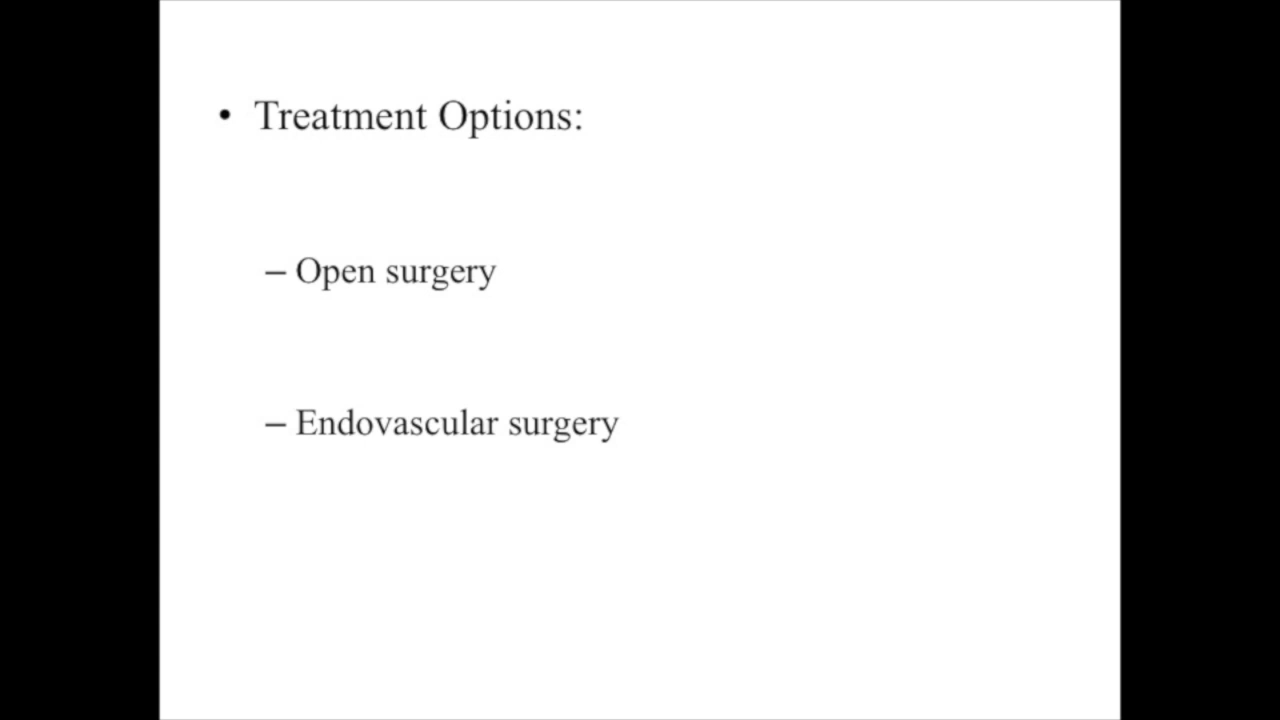 • Treatment Options:
– Open surgery
– Endovascular surgery